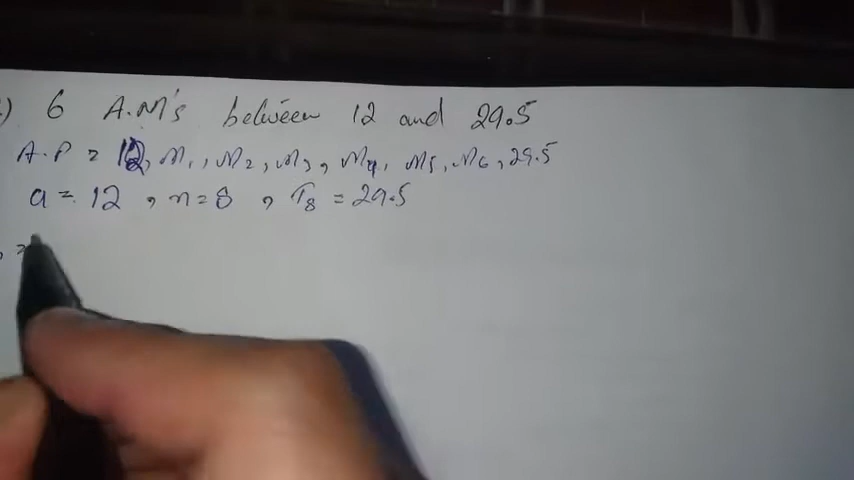 ) 6 A.M's between 12 and 29.5
A.P = 12, m₁, m₂, m₃, m₄, m₅, m₆, 29.5
a = 12, n = 8, T₈ = 29.5